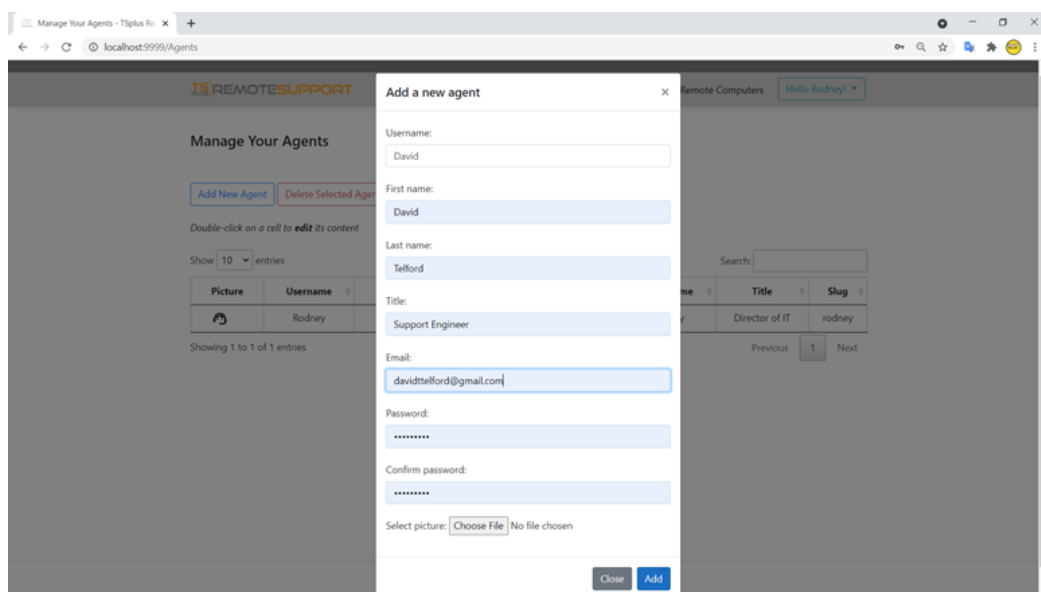 Manage Your Agents - TSplus Re
localhost:9999/Agents
TS REMOTESUPPORT
Remote Computers
Hello Rodney!
Manage Your Agents
Add New Agent
Delete Selected Agen
Double-click on a cell to edit its content
Show 10 entries
Search:
Picture Username me Title Slug
Rodney y Director of IT rodney
Showing 1 to 1 of 1 entries
Previous 1 Next
Add a new agent
Username:
David
First name:
David
Last name:
Telford
Title:
Support Engineer
Email:
davidttelford@gmail.com
Password:
•••••••••
Confirm password:
•••••••••
Select picture: Choose File No file chosen
Close Add